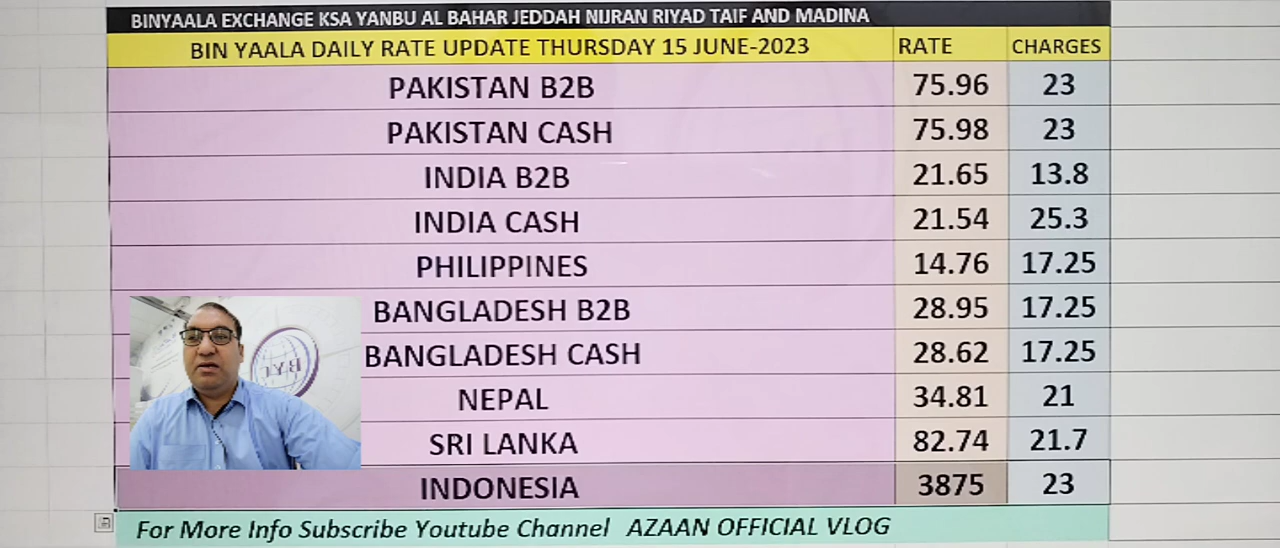 BINYAALA EXCHANGE KSA YANBU AL BAHAR JEDDAH NIJRAN RIYAD TAIF AND MADINA
BIN YAALA DAILY RATE UPDATE THURSDAY 15 JUNE-2023 RATE CHARGES
PAKISTAN B2B 75.96 23
PAKISTAN CASH 75.98 23
INDIA B2B 21.65 13.8
INDIA CASH 21.54 25.3
PHILIPPINES 14.76 17.25
BANGLADESH B2B 28.95 17.25
BANGLADESH CASH 28.62 17.25
NEPAL 34.81 21
SRI LANKA 82.74 21.7
INDONESIA 3875 23
For More Info Subscribe Youtube Channel AZAAN OFFICIAL VLOG